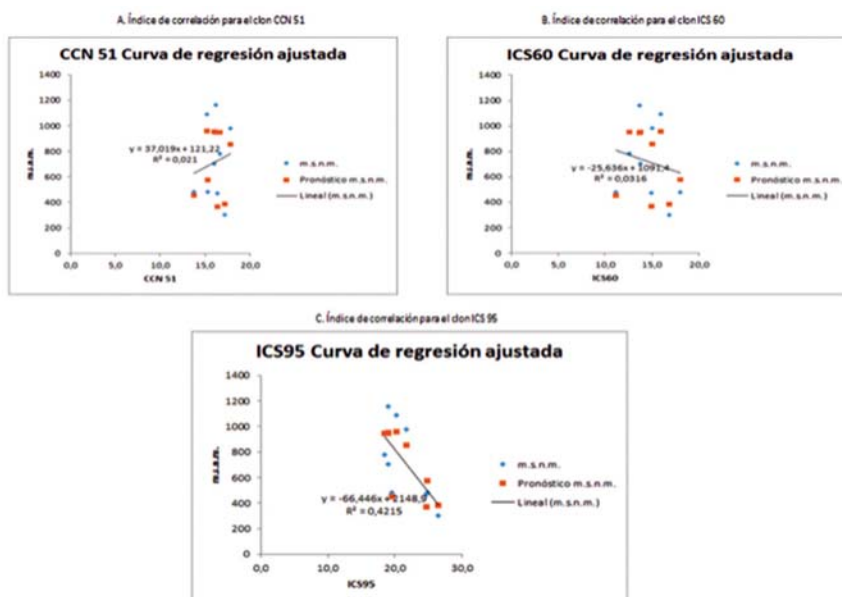 A. Índice de correlación para el clon CCN 51
CCN 51 Curva de regresión ajustada
1400
1200
1000
800
600
400
200
0
m.s.n.m.
y = 37,019x + 121,22
R² = 0,021
m.s.n.m.
Pronóstico m.s.n.m.
Lineal (m.s.n.m.)
0,0 5,0 10,0 15,0 20,0
CCN 51
B. Índice de correlación para el clon ICS 60
ICS60 Curva de regresión ajustada
1400
1200
1000
800
600
400
200
0
m.s.n.m.
-25,636x + 1091,4
R² = 0,0316
m.s.n.m.
Pronóstico m.s.n.m.
Lineal (m.s.n.m.)
0,0 5,0 10,0 15,0 20,0
ICS60
C. Índice de correlación para el clon ICS 95
ICS95 Curva de regresión ajustada
1400
1200
1000
800
600
400
200
0
m.s.n.m.
y = -66,446x + 2148,9
R² = 0,4215
m.s.n.m.
Pronóstico m.s.n.m.
Lineal (m.s.n.m.)
0,0 10,0 20,0 30,0
ICS95